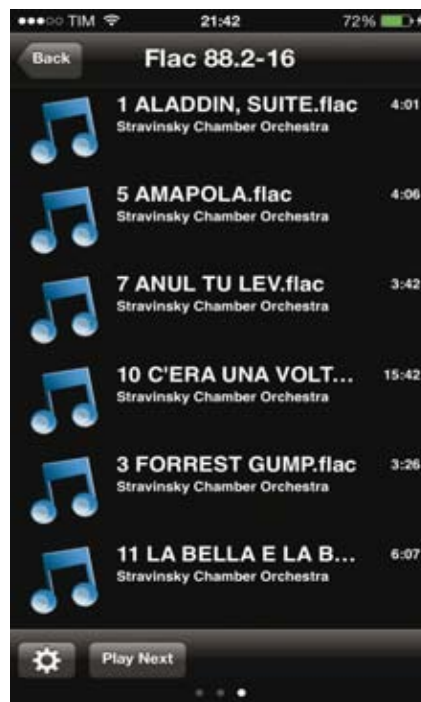 TIM 21:42 72%
Back Flac 88.2-16
1 ALADDIN, SUITE.flac 4:01
Stravinsky Chamber Orchestra
5 AMAPOLA.flac 4:06
Stravinsky Chamber Orchestra
7 ANUL TU LEV.flac 3:42
Stravinsky Chamber Orchestra
10 C'ERA UNA VOLT... 15:42
Stravinsky Chamber Orchestra
3 FORREST GUMP.flac 3:26
Stravinsky Chamber Orchestra
11 LA BELLA E LA B... 6:07
Stravinsky Chamber Orchestra
Play Next